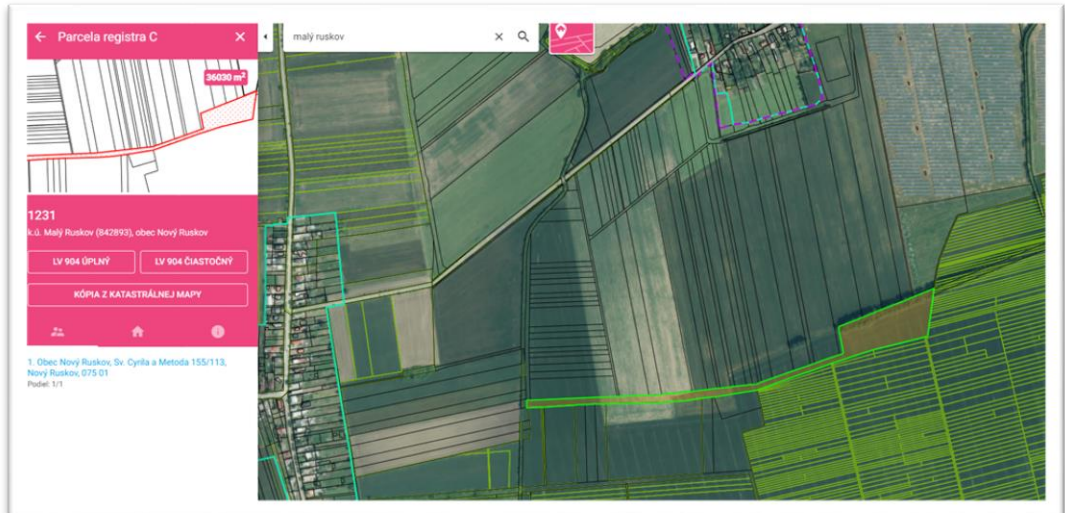 Parcela registra C
malý ruskov
36030 m²
1231
k.ú. Malý Ruskov (842893), obec Nový Ruskov
LV 904 ÚPLNÝ
LV 904 ČIASTOČNÝ
KÓPIA Z KATASTRÁLNEJ MAPY
1. Obec Nový Ruskov, Sv. Cyrila a Metoda 155/113,
Nový Ruskov, 075 01
Podiel: 1/1